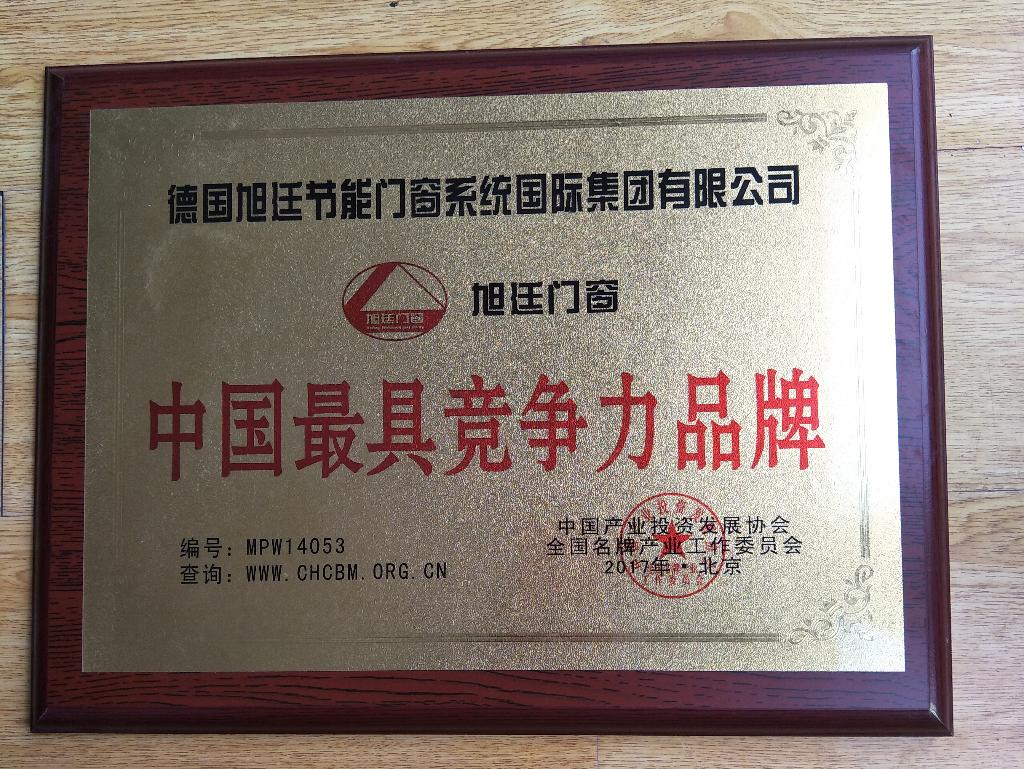 德国旭廷节能门窗系统国际集团有限公司
旭廷门窗
旭廷门窗
中国最具竞争力品牌
编号：MPW14053
查询：WWW.CHCBM.ORG.CN
中国产业投资发展协会
全国名牌产业工作委员会
2017年·北京